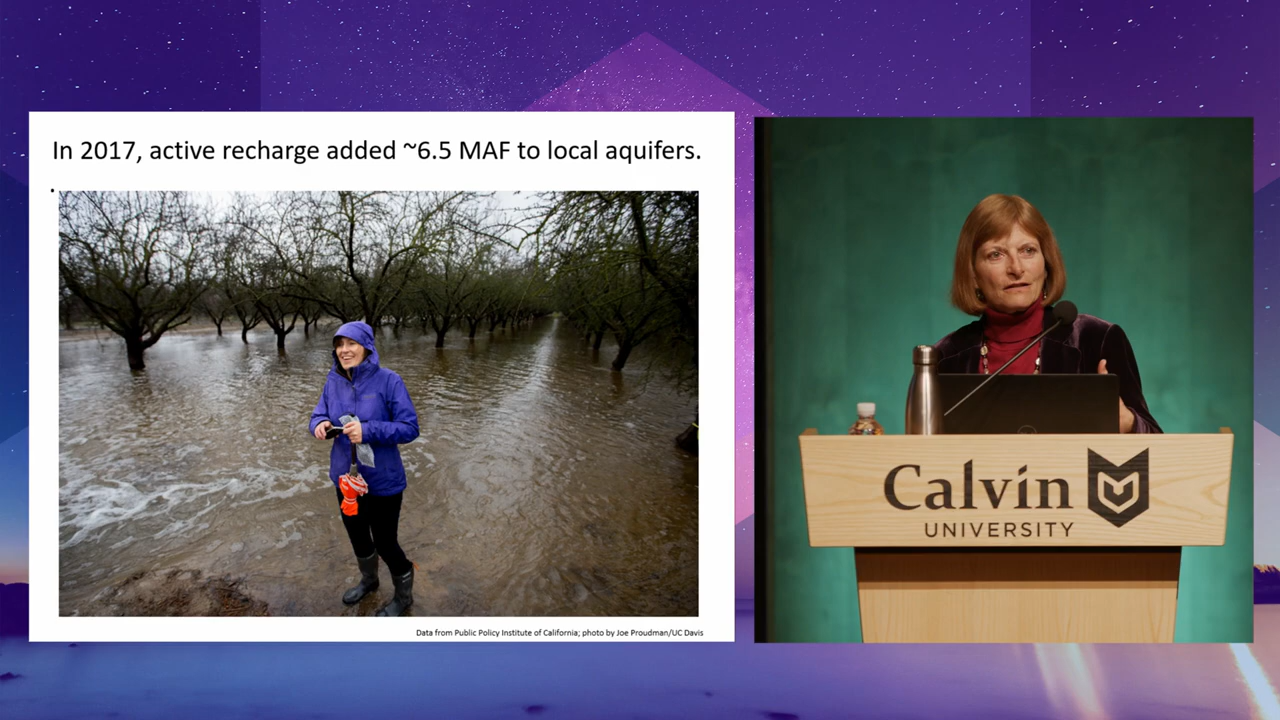 In 2017, active recharge added ~6.5 MAF to local aquifers.
Data from Public Policy Institute of California; photo by Joe Proudman/UC Davis
Calvin
UNIVERSITY